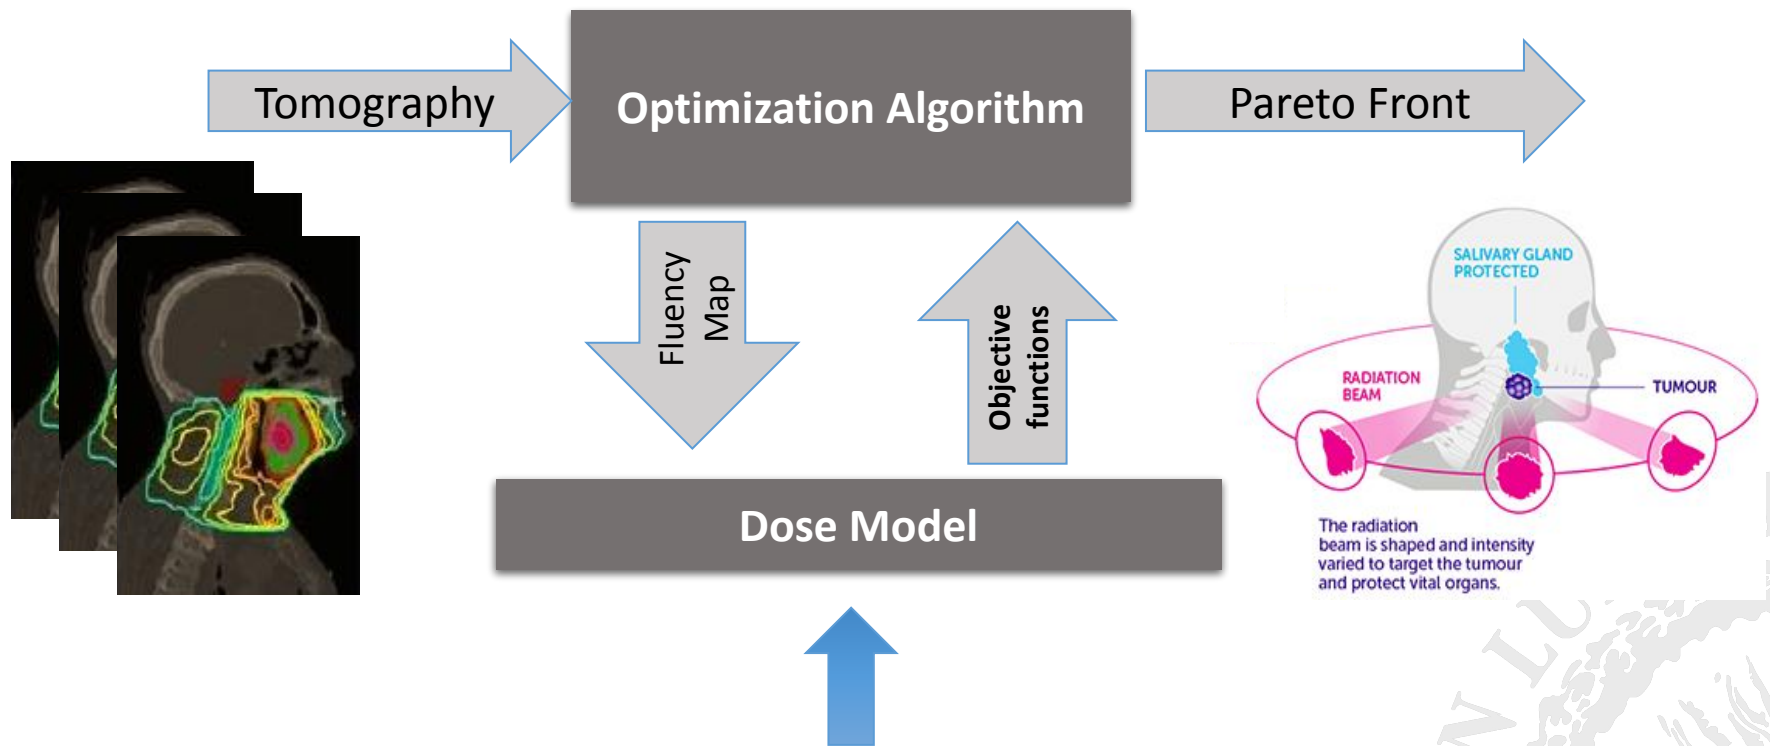 Tomography
Optimization Algorithm
Pareto Front
Fluency
Map
Objective
functions
Dose Model
SALIVARY GLAND
PROTECTED
RADIATION
BEAM
TUMOUR
The radiation
beam is shaped and intensity
varied to target the tumour
and protect vital organs.